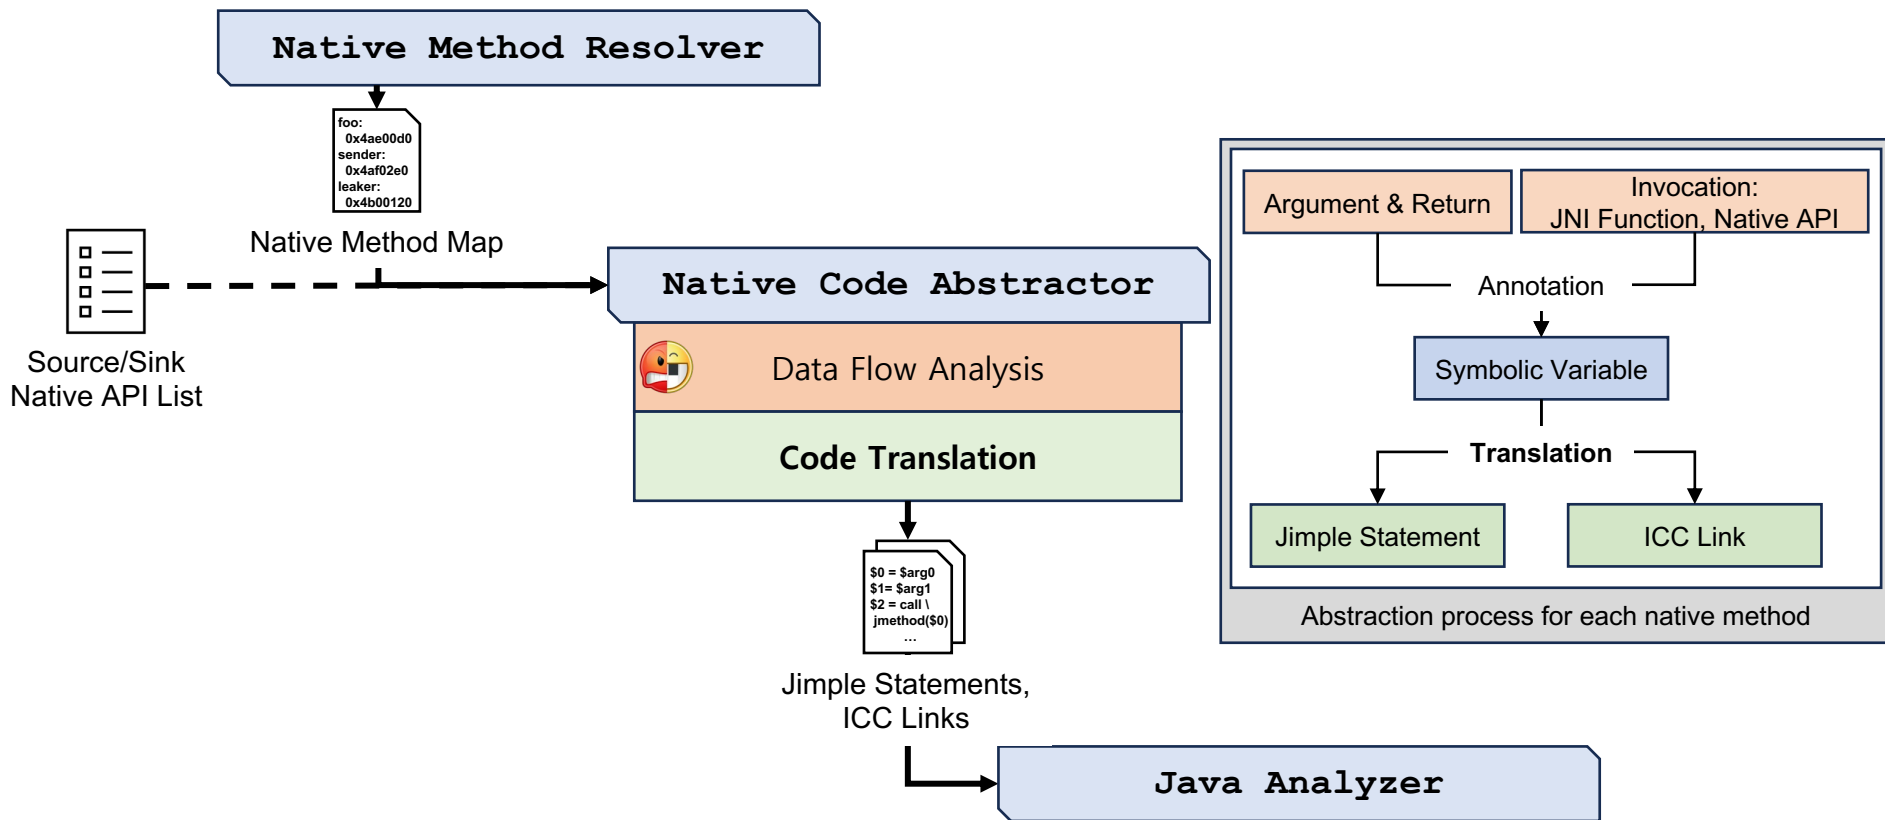 Native Method Resolver
foo:
0x4ae00d0
sender:
0x4af02e0
leaker:
0x4b00120
Native Method Map
Source/Sink
Native API List
Native Code Abstractor
Data Flow Analysis
Code Translation
$0 = $arg0
$1= $arg1
$2 = call \
jmethod($0)
...
Jimple Statements,
ICC Links
Java Analyzer
Argument & Return
Invocation:
JNI Function, Native API
Annotation
Symbolic Variable
Translation
Jimple Statement
ICC Link
Abstraction process for each native method